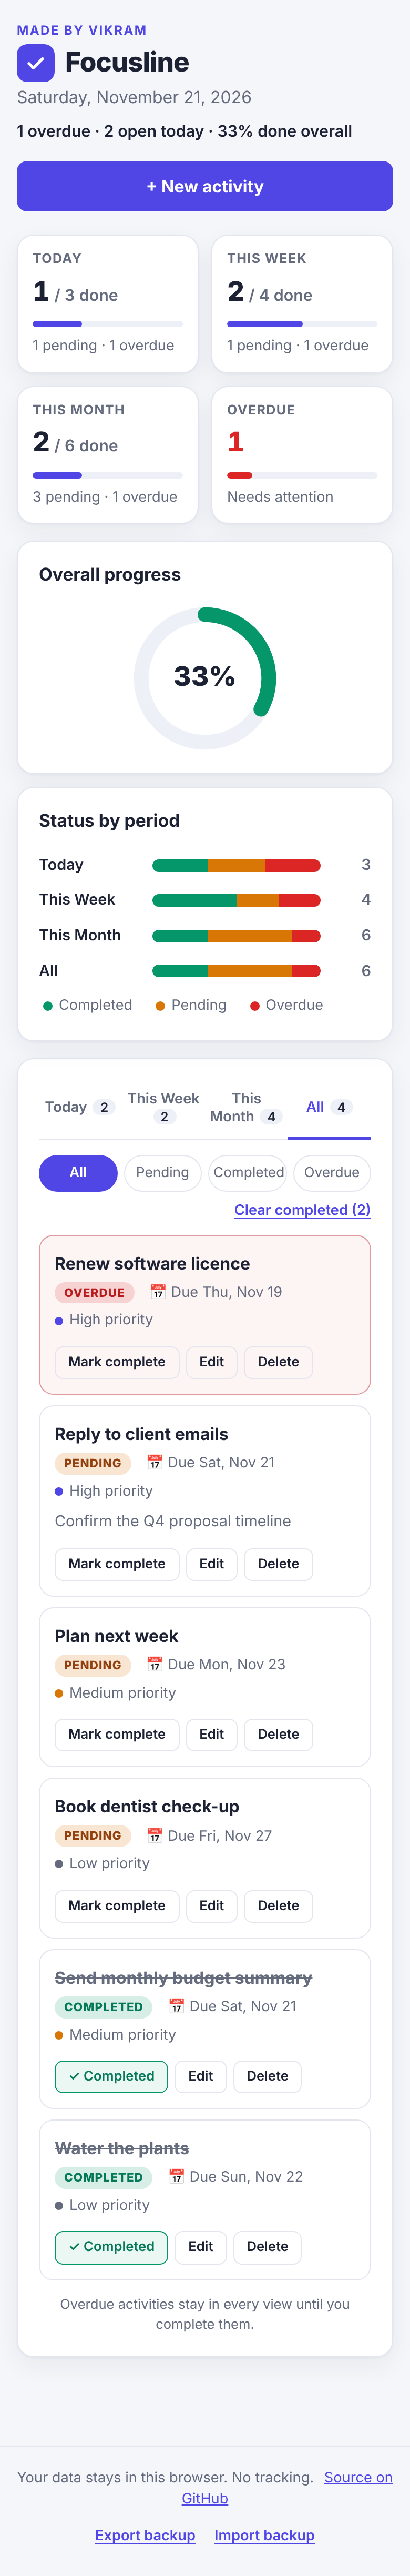 MADE BY VIKRAM
Focusline
Saturday, November 21, 2026
1 overdue · 2 open today · 33% done overall
+ New activity
TODAY
1 / 3 done
1 pending · 1 overdue
THIS WEEK
2 / 4 done
1 pending · 1 overdue
THIS MONTH
2 / 6 done
3 pending · 1 overdue
OVERDUE
1
Needs attention
Overall progress
33%
Status by period
Today 3
This Week 4
This Month 6
All 6
Completed Pending Overdue
Today 2
This Week
2
This
Month 4
All 4
All Pending Completed Overdue
Clear completed (2)
Renew software licence
OVERDUE 📅 Due Thu, Nov 19
High priority
Mark complete Edit Delete
Reply to client emails
PENDING 📅 Due Sat, Nov 21
High priority
Confirm the Q4 proposal timeline
Mark complete Edit Delete
Plan next week
PENDING 📅 Due Mon, Nov 23
Medium priority
Mark complete Edit Delete
Book dentist check-up
PENDING 📅 Due Fri, Nov 27
Low priority
Mark complete Edit Delete
Send monthly budget summary
COMPLETED 📅 Due Sat, Nov 21
Medium priority
✓ Completed Edit Delete
Water the plants
COMPLETED 📅 Due Sun, Nov 22
Low priority
✓ Completed Edit Delete
Overdue activities stay in every view until you
complete them.
Your data stays in this browser. No tracking. Source on
GitHub
Export backup Import backup